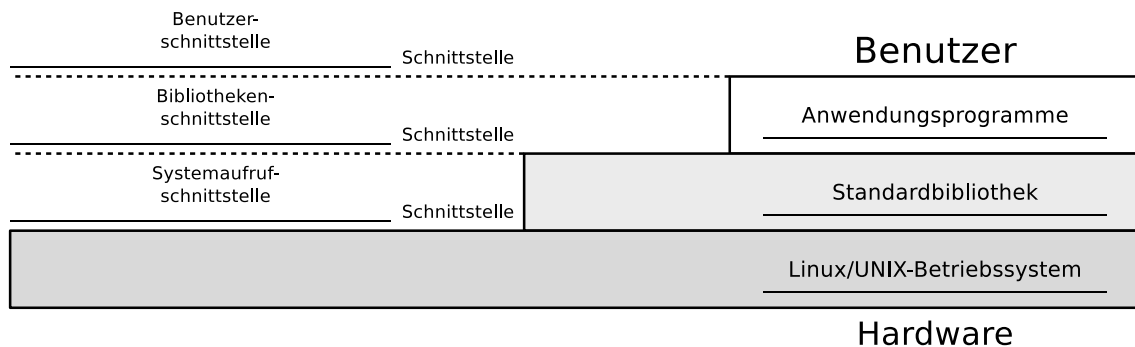 Benutzer-
schnittstelle
Schnittstelle
Benutzer
Bibliotheken-
schnittstelle
Schnittstelle
Anwendungsprogramme
Systemaufruf-
schnittstelle
Schnittstelle
Standardbibliothek
Linux/UNIX-Betriebssystem
Hardware